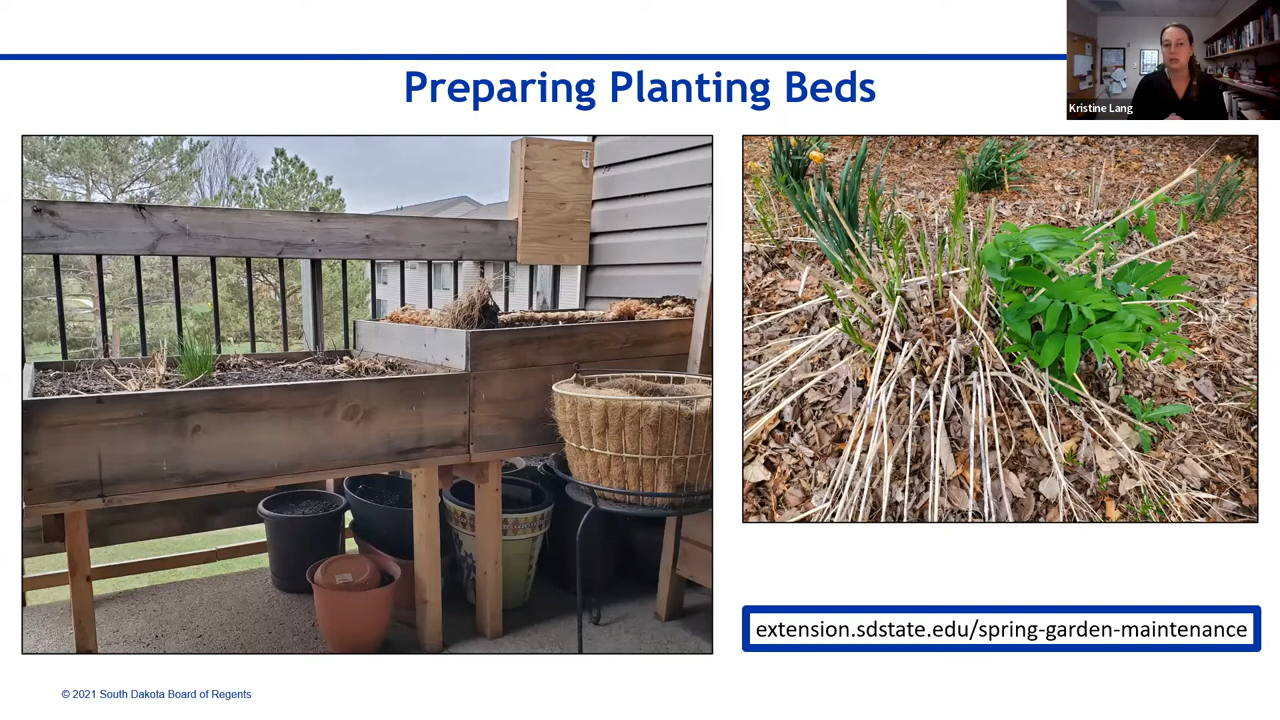 Preparing Planting Beds
Kristine Lang
extension.sdstate.edu/spring-garden-maintenance
© 2021 South Dakota Board of Regents